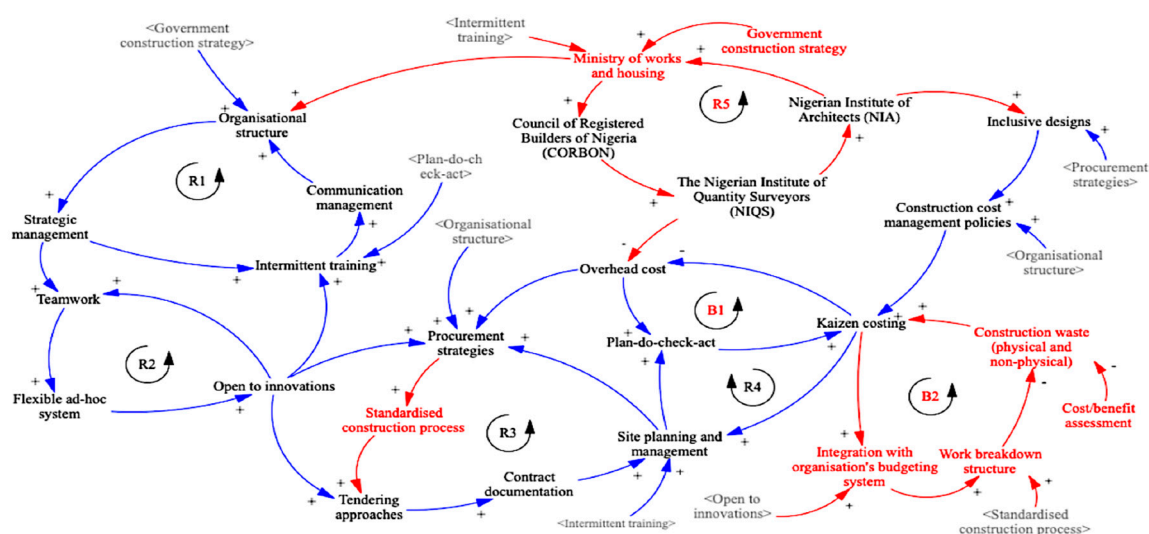 <Government
construction strategy>
<Intermittent
training>
Government
construction strategy
Ministry of works
and housing
R5
Organisational
structure
Council of Registered
Builders of Nigeria
(CORBON)
Nigerian Institute of
Architects (NIA)
Inclusive designs
<Plan-do-ch
eck-act>
R1
<Procurement
strategies>
Communication
management
The Nigerian Institute of
Quantity Surveyors
(NIQS)
Strategic
management
<Organisational
structure>
Construction cost
management policies
Intermittent training
Overhead cost
<Organisational
structure>
Teamwork
B1
Kaizen costing
Procurement
strategies
Plan-do-check-act
Construction waste
(physical and
non-physical)
R2
Flexible ad-hoc
system
Open to innovations
R4
B2
Cost/benefit
assessment
Standardised
construction process
R3
Site planning and
management
Integration with
organisation's budgeting
system
Work breakdown
structure
Contract
documentation
Tendering
approaches
<Open to
innovations>
<Intermittent training>
<Standardised
construction process>